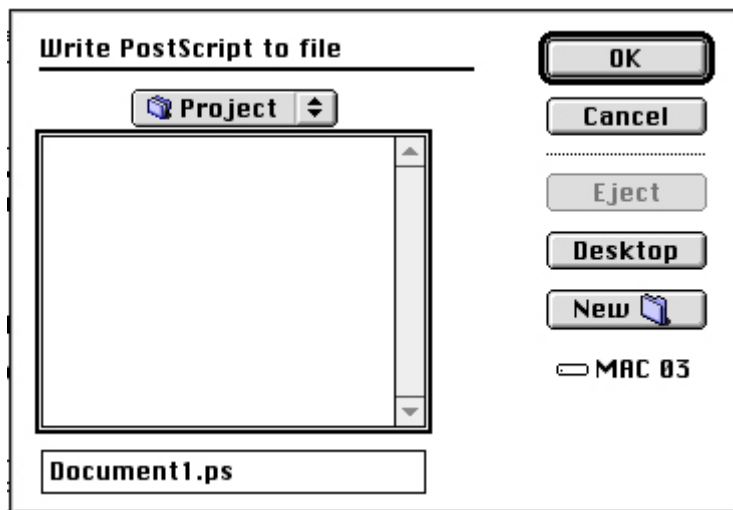 Write PostScript to file
Project
OK
Cancel
Eject
Desktop
New
MAC 03
Document1.ps